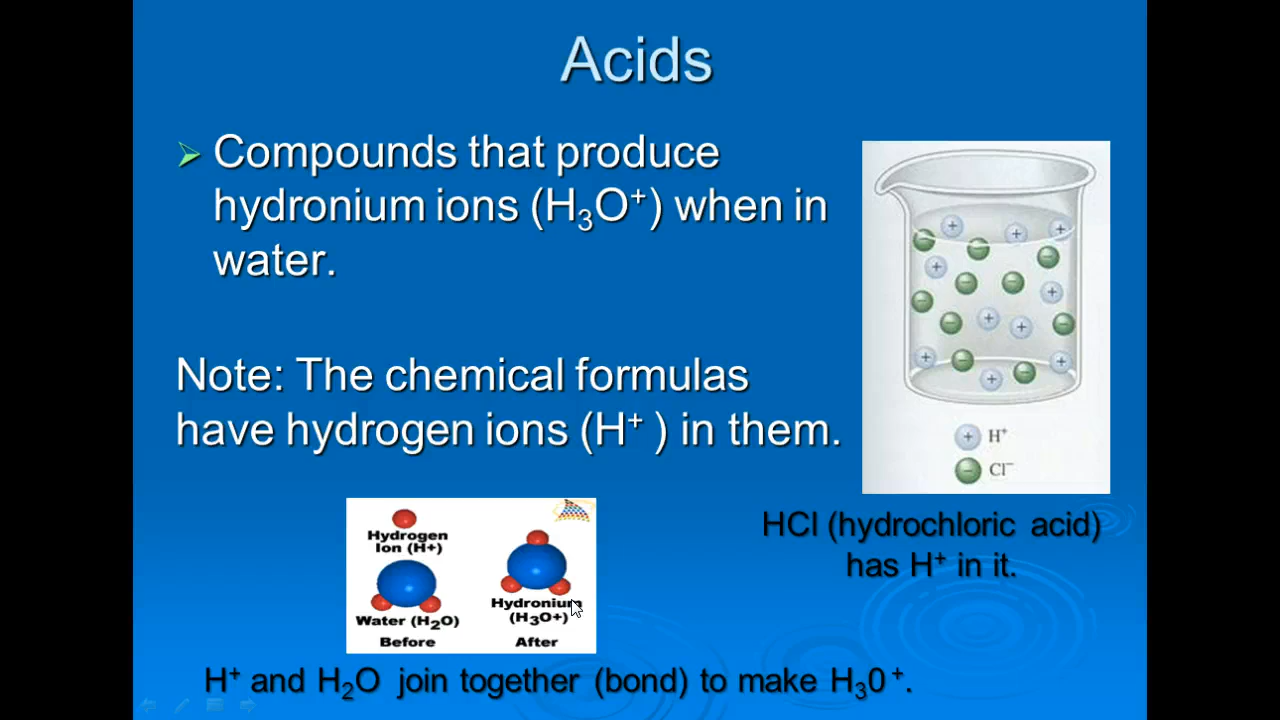 Acids
➢ Compounds that produce
hydronium ions (H₃O⁺) when in
water.
Note: The chemical formulas
have hydrogen ions (H⁺ ) in them.
+ H⁺
− Cl⁻
HCl (hydrochloric acid)
has H⁺ in it.
Hydrogen
Ion (H+)
Water (H₂O)
Before
Hydronium
(H₃O+)
After
H⁺ and H₂O join together (bond) to make H₃0⁺.